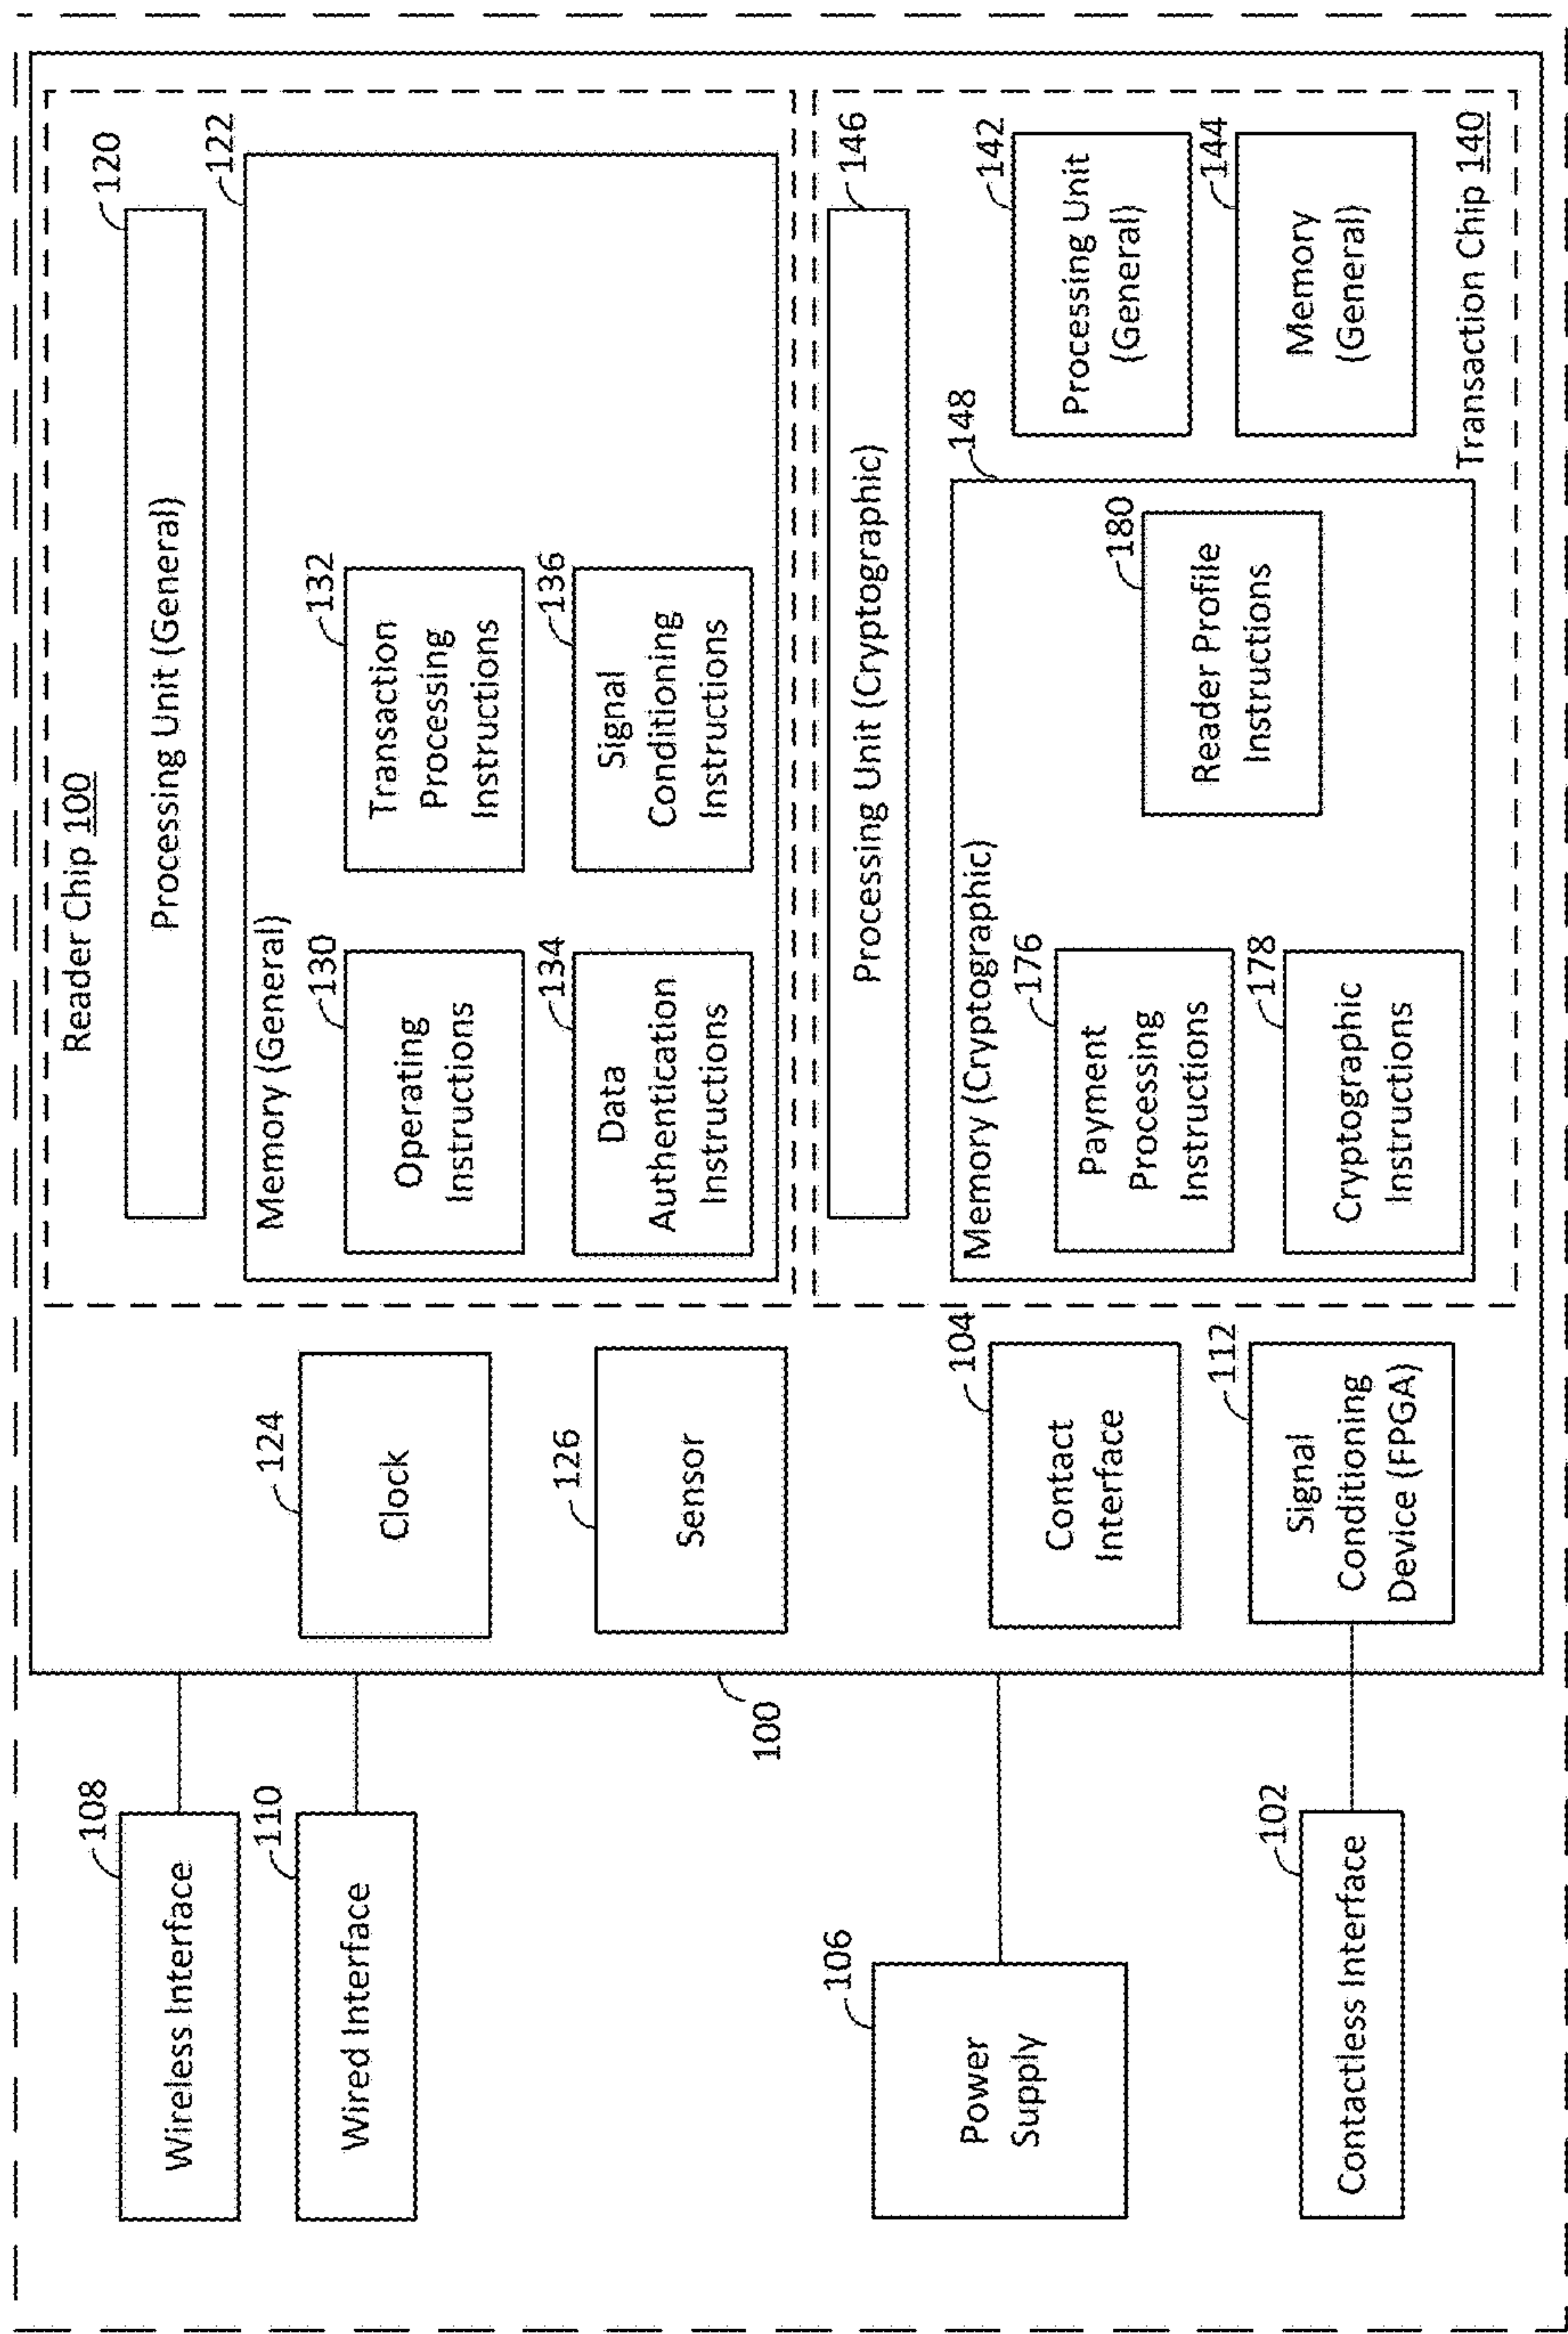 Reader Chip 100
120
Processing Unit (General)
122
Memory (General)
130
Operating
Instructions
132
Transaction
Processing
Instructions
134
Data
Authentication
Instructions
136
Signal
Conditioning
Instructions
146
Processing Unit (Cryptographic)
148
Memory (Cryptographic)
176
Payment
Processing
Instructions
178
Cryptographic
Instructions
180
Reader Profile
Instructions
142
Processing Unit
(General)
144
Memory
(General)
Transaction Chip 140
124
Clock
126
Sensor
104
Contact
Interface
112
Signal
Conditioning
Device (FPGA)
100
108
Wireless Interface
110
Wired Interface
106
Power
Supply
102
Contactless Interface